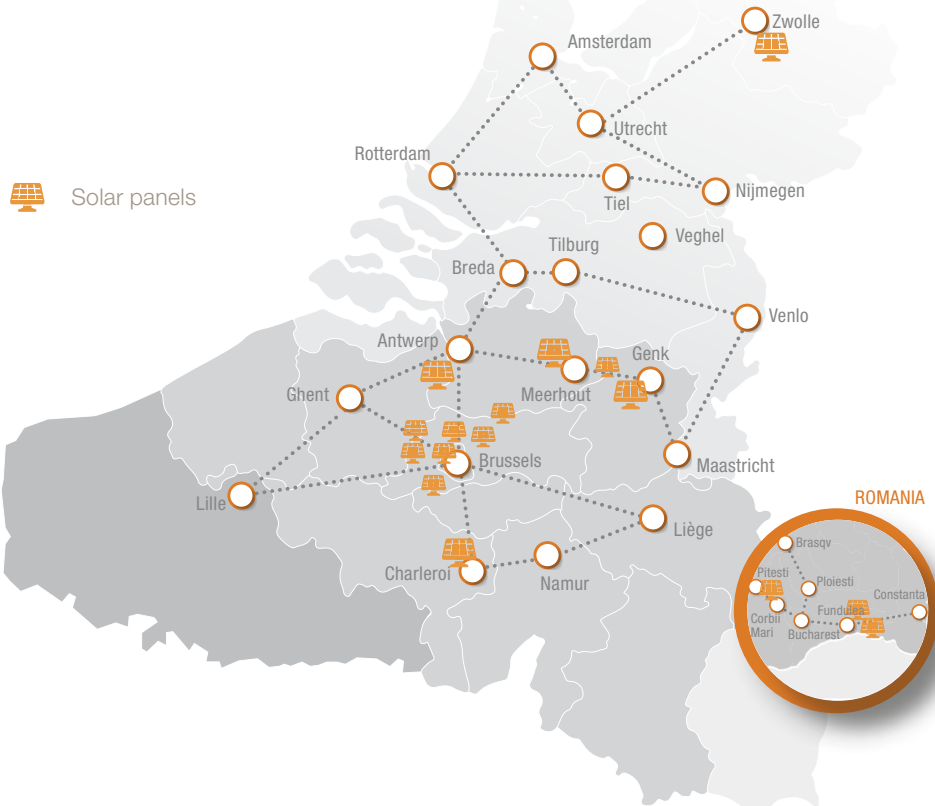 Zwolle
Amsterdam
Utrecht
Rotterdam
Nijmegen
Tiel
Solar panels
Veghel
Tilburg
Breda
Venlo
Antwerp
Genk
Ghent
Meerhout
Brussels
Maastricht
Lille
ROMANIA
Liège
Brasqv
Charleroi
Namur
Pitesti
Ploiesti
Constanta
Corbii
Mari
Fundulea
Bucharest